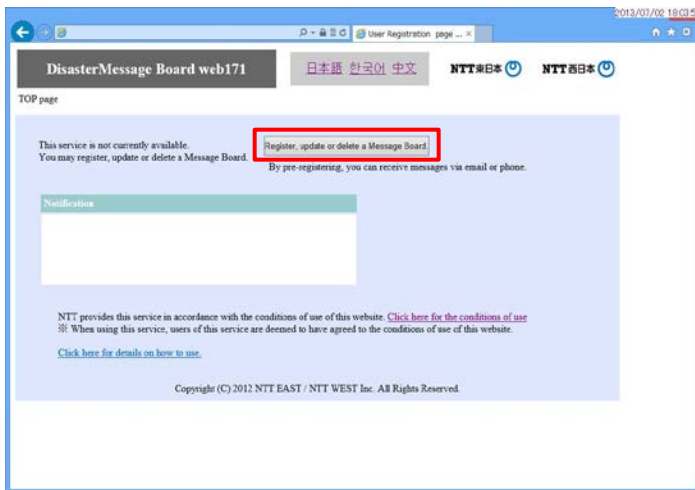 2013/07/02 18:03:5
User Registration page ... ×
DisasterMessage Board web171
日本語 한국어 中文
NTT東日本
NTT西日本
TOP page
This service is not currently available.
Register, update or delete a Message Board.
You may register, update or delete a Message Board.
By pre-registering, you can receive messages via email or phone.
Notification
NTT provides this service in accordance with the conditions of use of this website. Click here for the conditions of use
※ When using this service, users of this service are deemed to have agreed to the conditions of use of this website.
Click here for details on how to use.
Copyright (C) 2012 NTT EAST / NTT WEST Inc. All Rights Reserved.